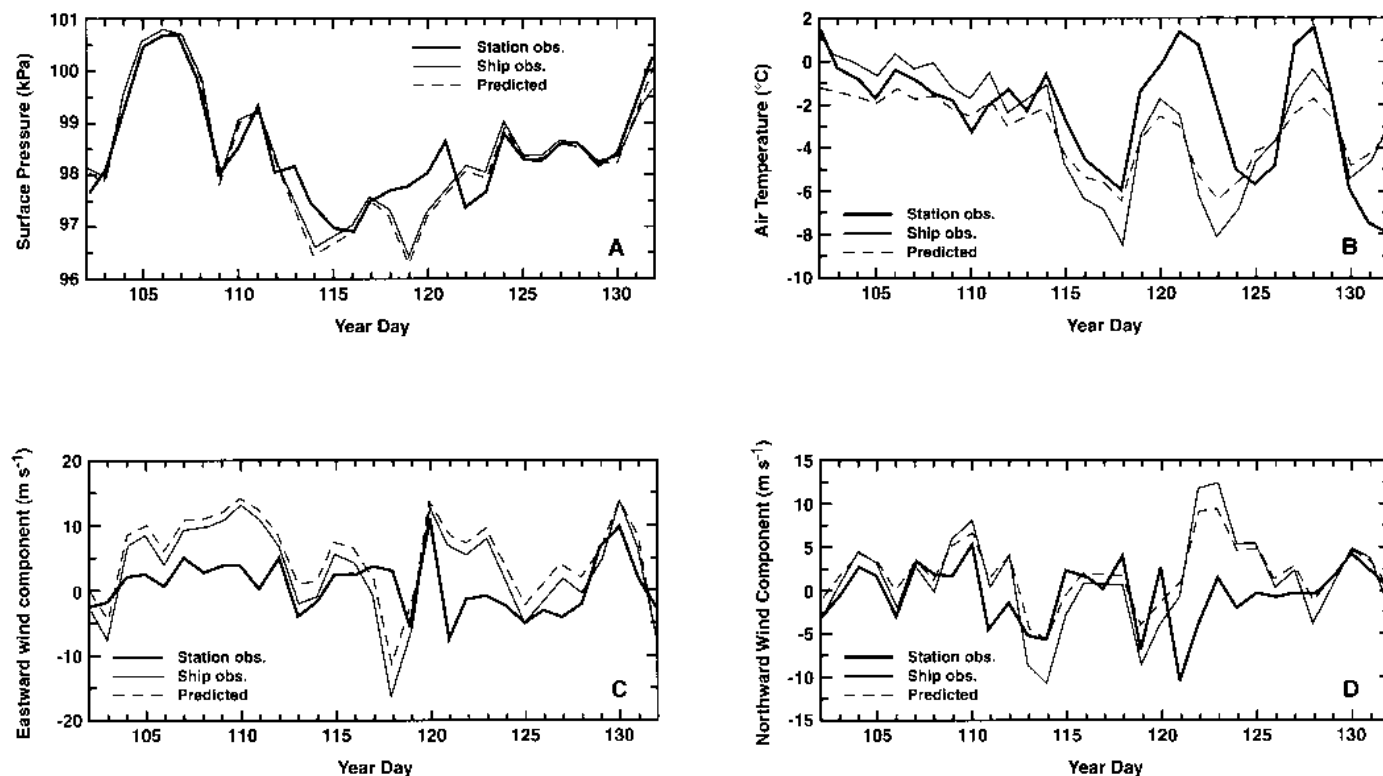 101
100
99
98
97
96
Surface Pressure (kPa)
Station obs.
Ship obs.
Predicted
A
105 110 115 120 125 130
Year Day
2
0
-2
-4
-6
-8
-10
Air Temperature (°C)
Station obs.
Ship obs.
Predicted
B
105 110 115 120 125 130
Year Day
20
10
0
-10
-20
Eastward wind component (m s⁻¹)
Station obs.
Ship obs.
Predicted
C
105 110 115 120 125 130
Year Day
15
10
5
0
-5
-10
-15
Northward Wind Component (m s⁻¹)
Station obs.
Ship obs.
Predicted
D
105 110 115 120 125 130
Year Day